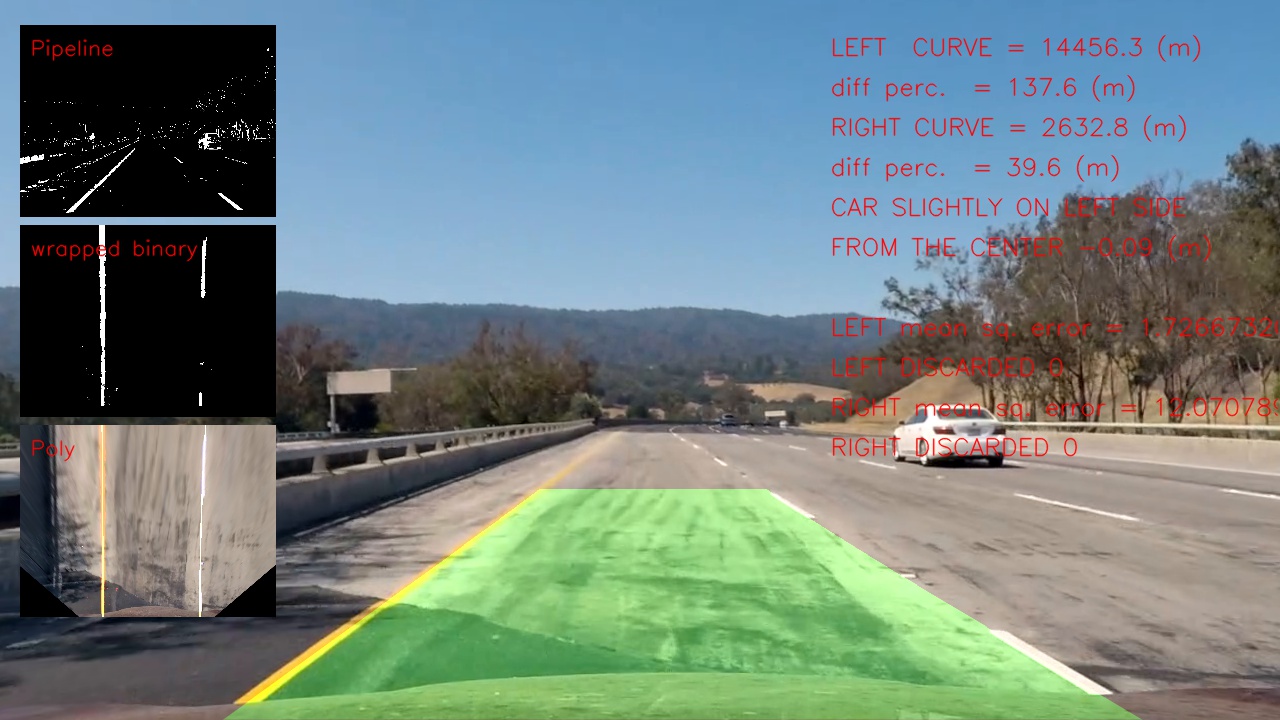 Pipeline
wrapped binary
Poly
LEFT CURVE = 14456.3 (m)
diff perc. = 137.6 (m)
RIGHT CURVE = 2632.8 (m)
diff perc. = 39.6 (m)
CAR SLIGHTLY ON LEFT SIDE
FROM THE CENTER -0.09 (m)
LEFT mean sq. error = 1.7266732
LEFT DISCARDED 0
RIGHT mean sq. error = 12.070789
RIGHT DISCARDED 0